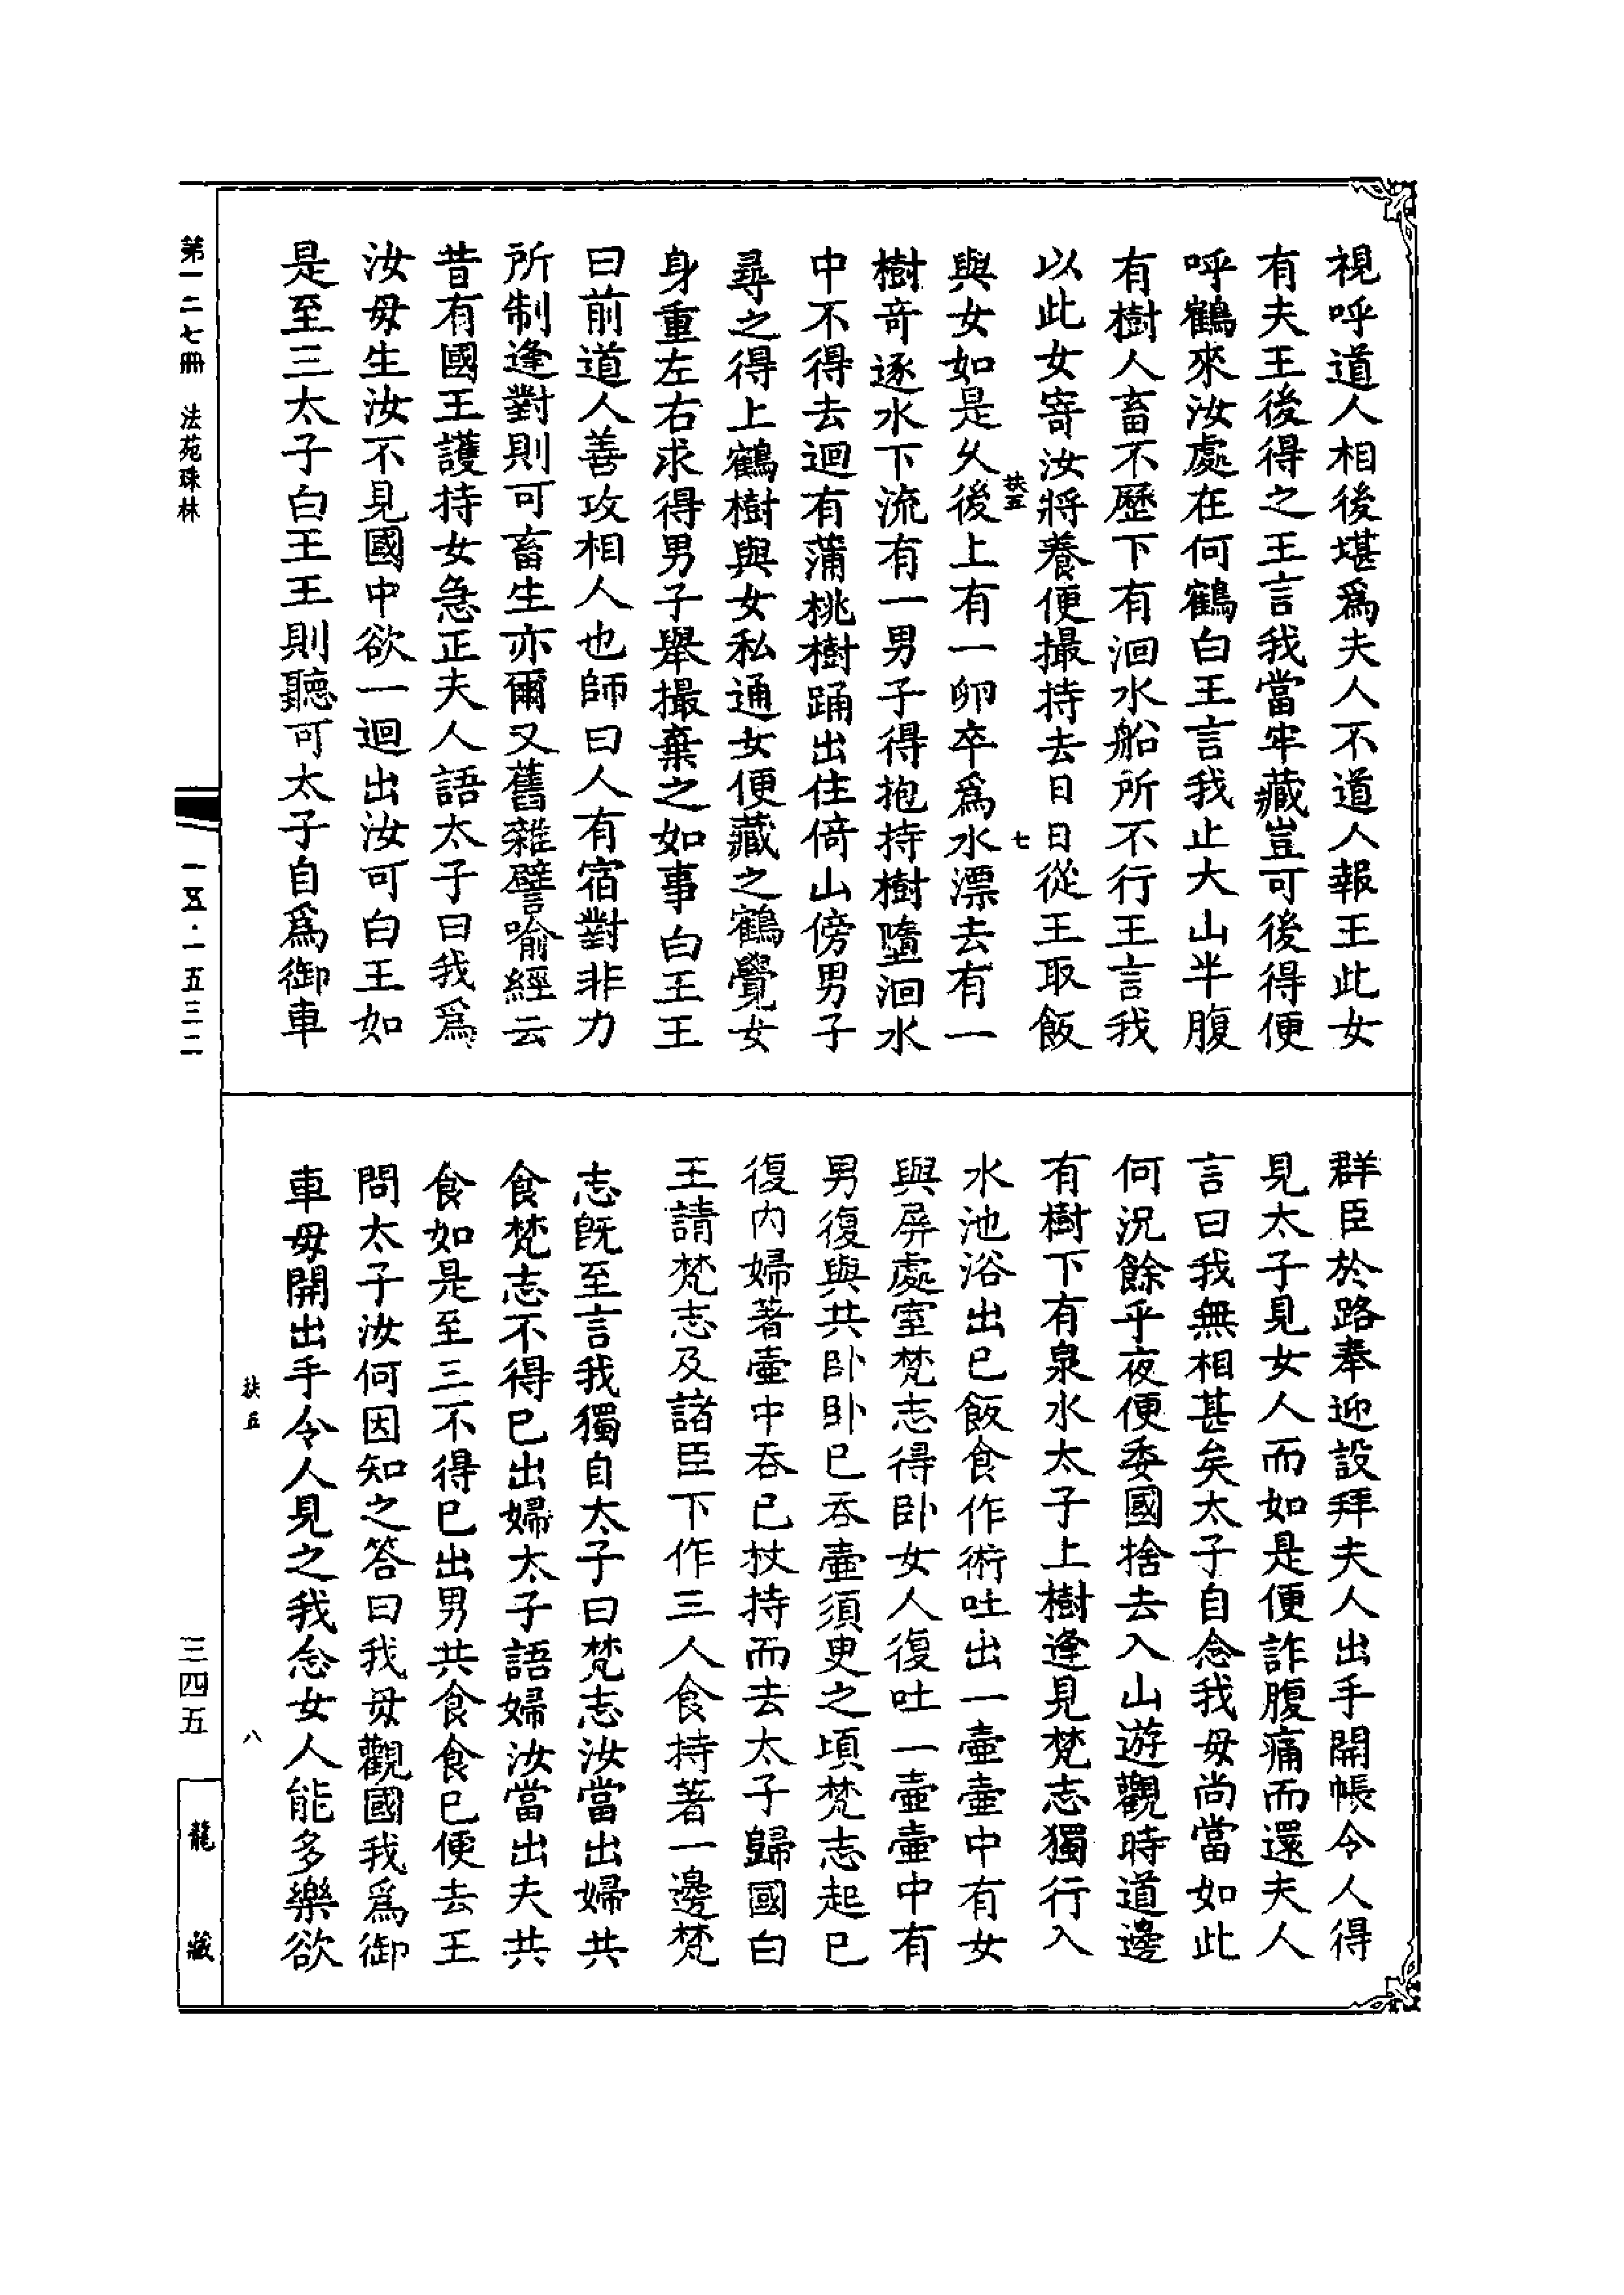 視呼道人相後堪爲夫人不道人報王此女
有夫王後得之王言我當牢藏豈可後得便
呼鶴來汝處在何鶴白王言我止大山半腹
有樹人畜不歷下有洄水船所不行王言我
以此女寄汝將養便撮持去日日從王取飯
扶五 七
與女如是久後上有一卵卒爲水漂去有一
樹奇逐水下流有一男子得抱持樹墮洄水
中不得去迴有蒲桃樹踊出住倚山傍男子
尋之得上鶴樹與女私通女便藏之鶴覺女
身重左右求得男子舉撮棄之如事白王王
曰前道人善攻相人也師曰人有宿對非力
所制逢對則可畜生亦爾又舊雜譬喻經云
昔有國王護持女急正夫人語太子曰我爲
汝毋生汝不見國中欲一迴出汝可白王如
是至三太子白王王則聽可太子自爲御車
群臣於路奉迎設拜夫人出手開帳令人得
見太子見女人而如是便詐腹痛而還夫人
言曰我無相甚矣太子自念我毋尚當如此
何況餘乎夜便委國捨去入山遊觀時道邊
有樹下有泉水太子上樹逢見梵志獨行入
水池浴出已飯食作術吐出一壷壷中有女
與屏處室梵志得卧女人復吐一壷壷中有
男復與共卧卧已吞壷須更之頃梵志起已
復內婦著壷中吞已杖持而去太子歸國白
王請梵志及諸臣下作三人食持著一邊梵
志旣至言我獨自太子曰梵志汝當出婦共
食梵志不得已出婦太子語婦汝當出夫共
食如是至三不得已出男共食食已便去王
問太子汝何因知之答曰我毋觀國我爲御
車毋開出手令人見之我念女人能多樂欲
扶五 八
第一二七冊 法苑珠林
一五·一五三二
三四五
龍藏